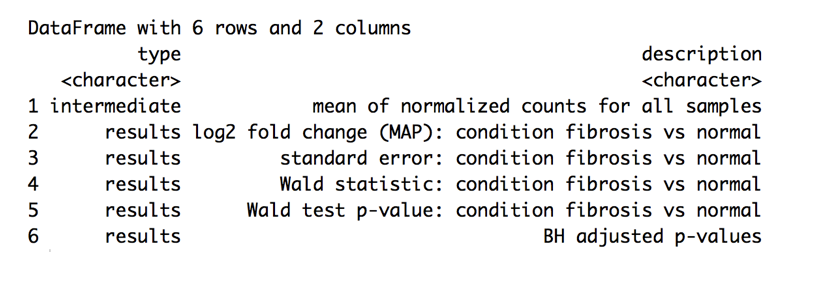 DataFrame with 6 rows and 2 columns
type description
<character> <character>
1 intermediate mean of normalized counts for all samples
2 results log2 fold change (MAP): condition fibrosis vs normal
3 results standard error: condition fibrosis vs normal
4 results Wald statistic: condition fibrosis vs normal
5 results Wald test p-value: condition fibrosis vs normal
6 results BH adjusted p-values